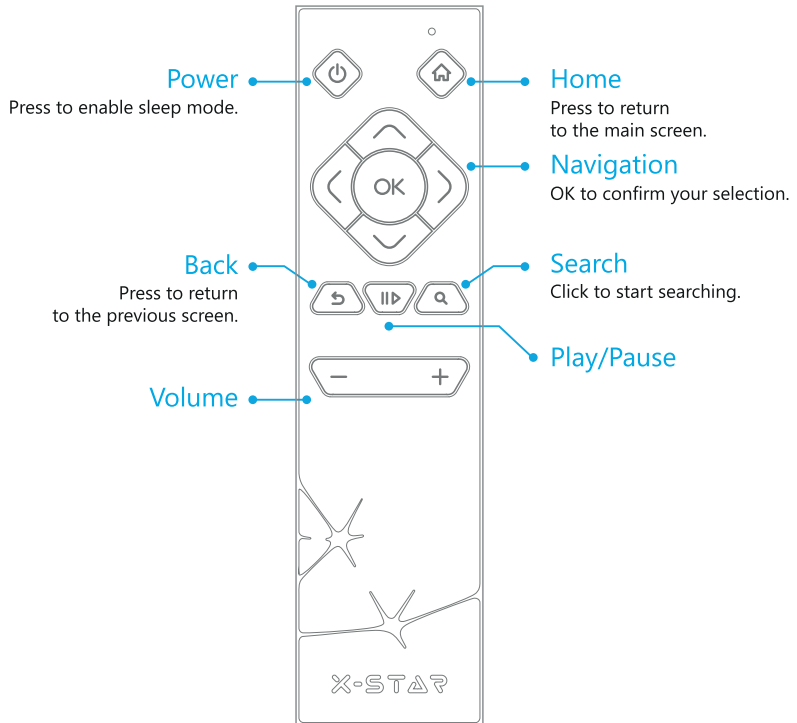 Power
Press to enable sleep mode.
Home
Press to return
to the main screen.
Navigation
OK to confirm your selection.
OK
Back
Press to return
to the previous screen.
Search
Click to start searching.
Play/Pause
Volume
− +
X-STAR